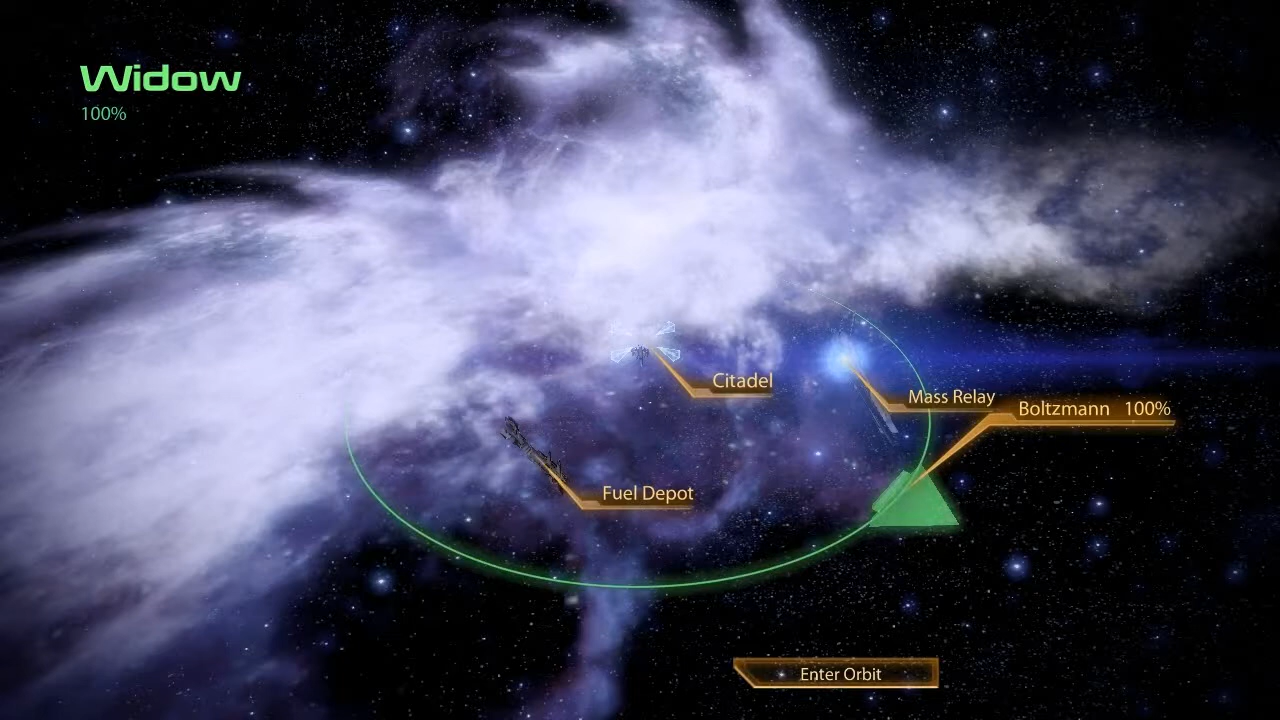 Widow
100%
Citadel
Mass Relay
Boltzmann 100%
Fuel Depot
Enter Orbit